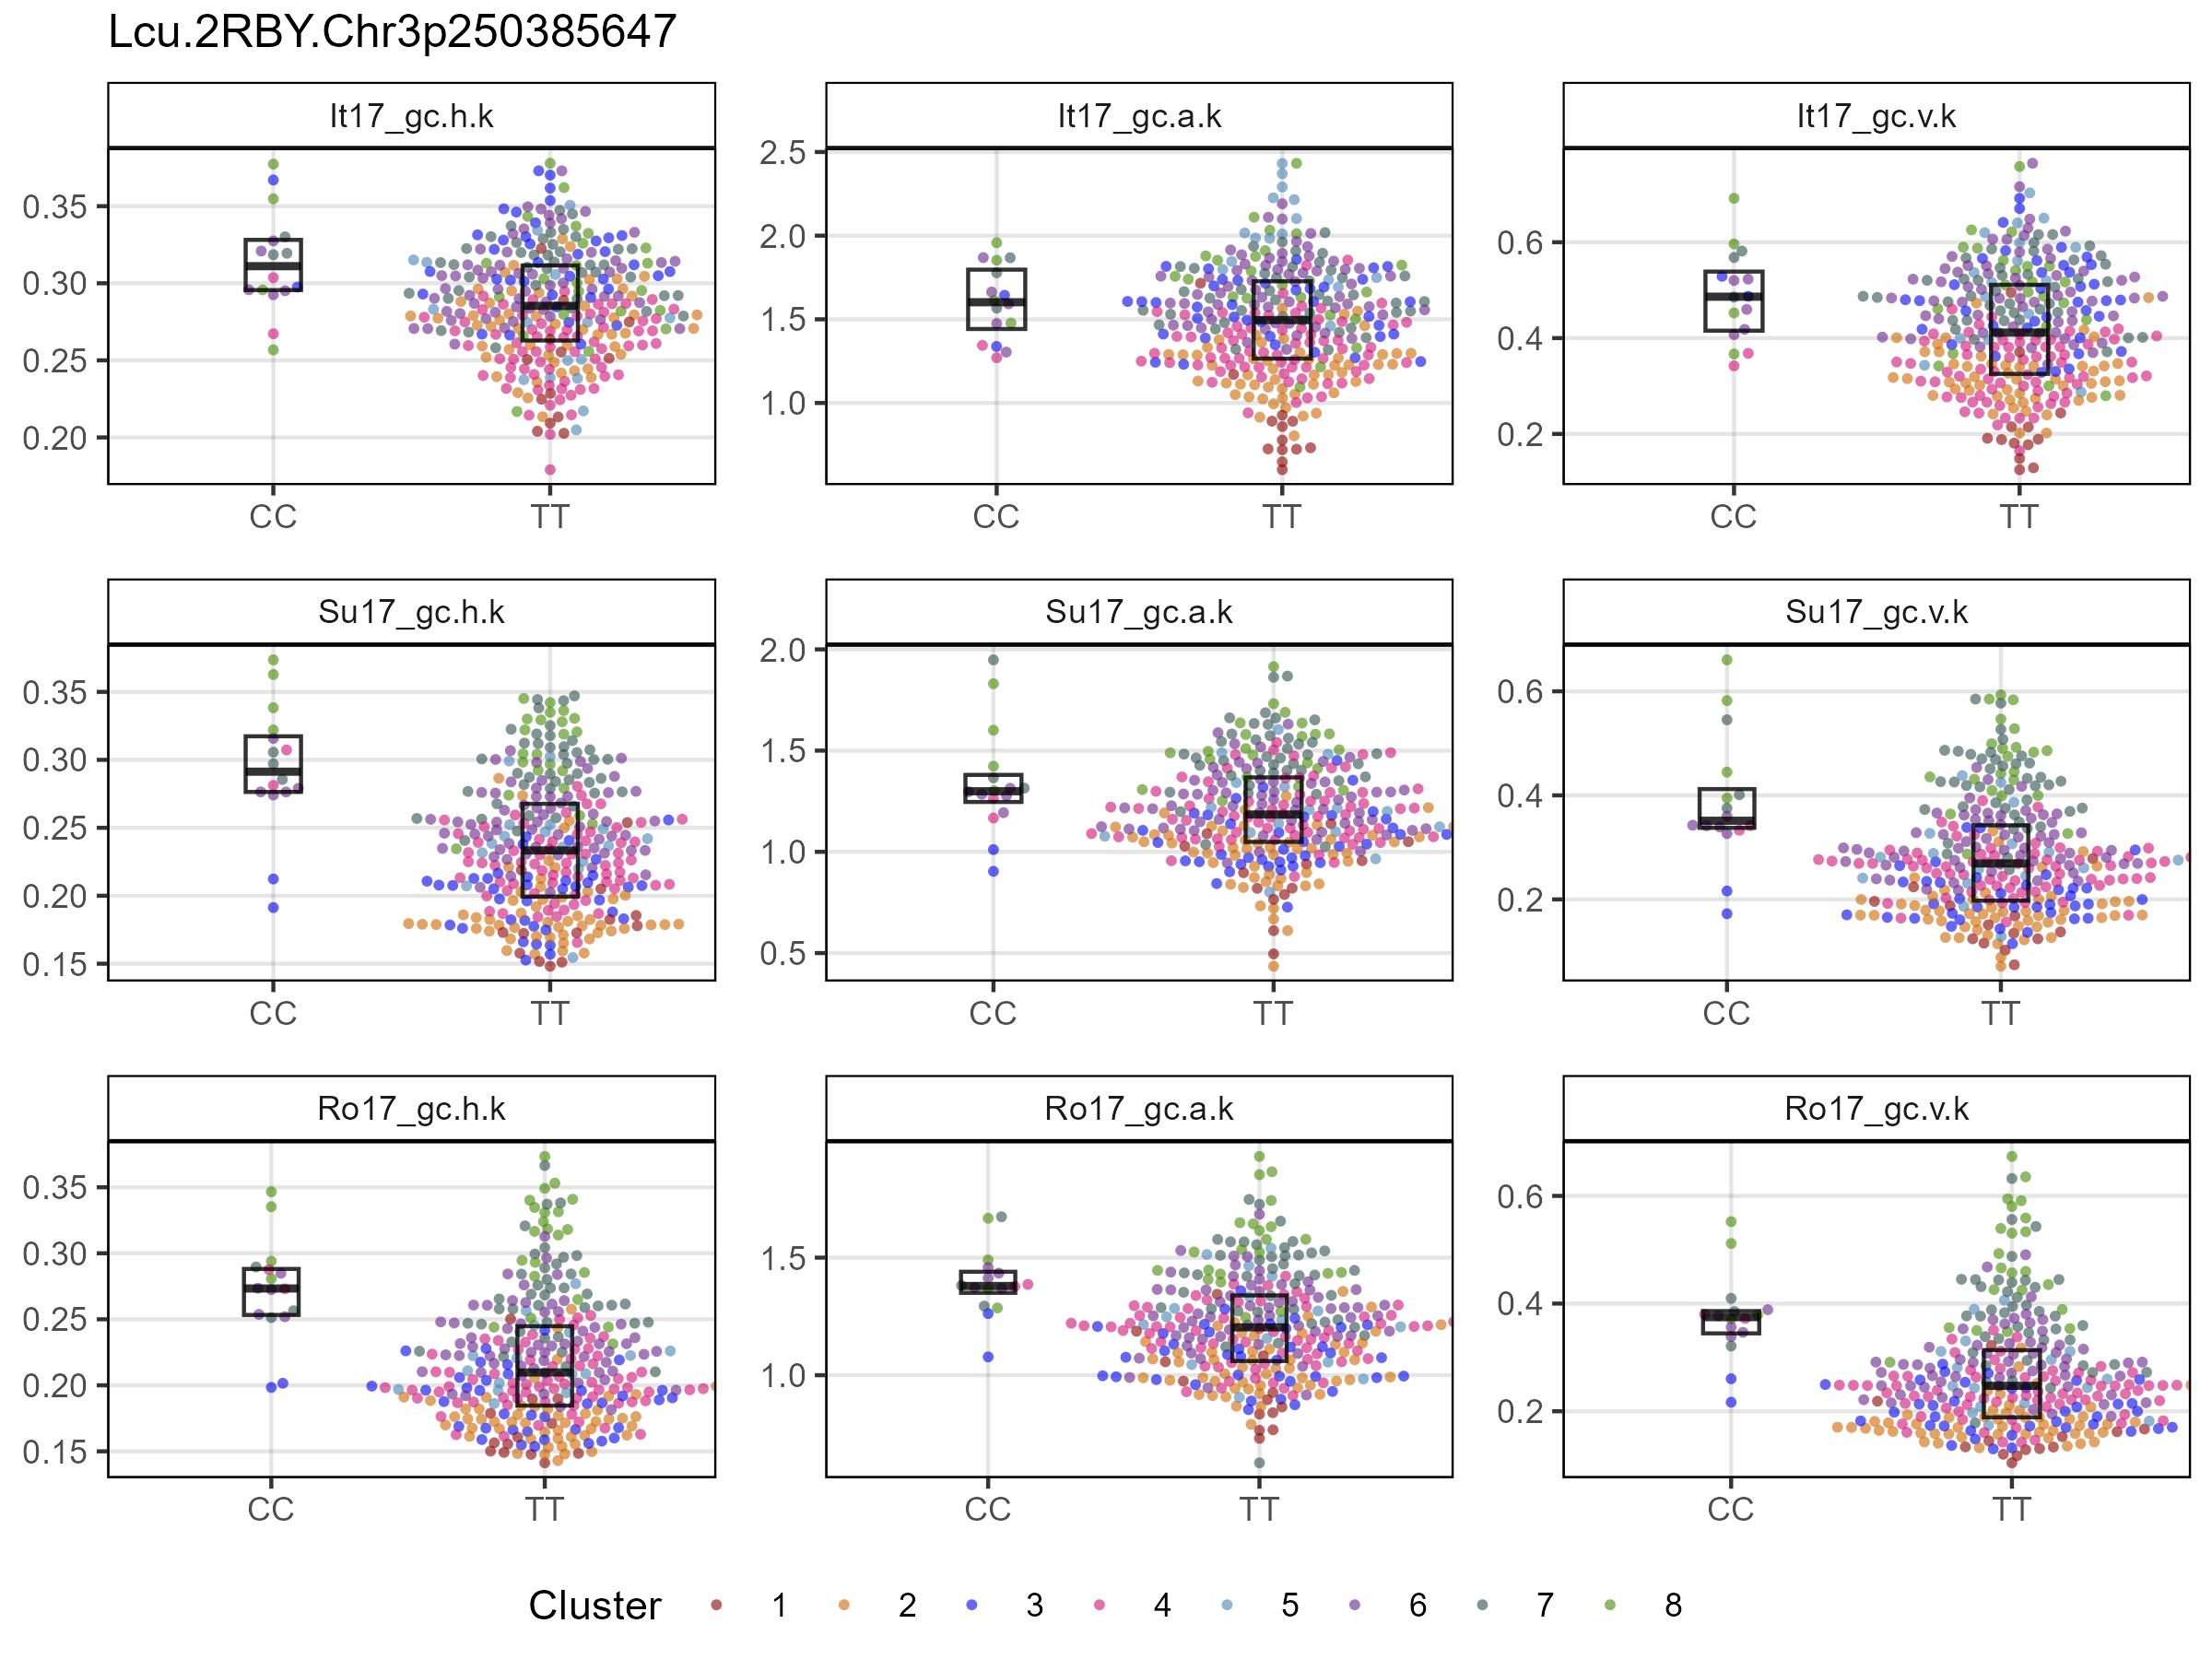 Lcu.2RBY.Chr3p250385647
It17_gc.h.k
It17_gc.a.k
It17_gc.v.k
0.35
0.30
0.25
0.20
2.5
2.0
1.5
1.0
0.6
0.4
0.2
CC
TT
CC
TT
CC
TT
Su17_gc.h.k
Su17_gc.a.k
Su17_gc.v.k
0.35
0.30
0.25
0.20
0.15
2.0
1.5
1.0
0.5
0.6
0.4
0.2
CC
TT
CC
TT
CC
TT
Ro17_gc.h.k
Ro17_gc.a.k
Ro17_gc.v.k
0.35
0.30
0.25
0.20
0.15
1.5
1.0
0.6
0.4
0.2
CC
TT
CC
TT
CC
TT
Cluster 1 2 3 4 5 6 7 8